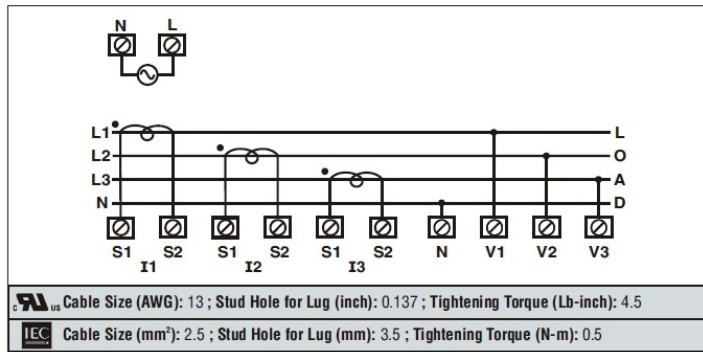 N L
L1 L
L2 O
L3 A
N D
S1 S2 S1 S2 S1 S2 N V1 V2 V3
I1 I2 I3
c RU us Cable Size (AWG): 13 ; Stud Hole for Lug (inch): 0.137 ; Tightening Torque (Lb-inch): 4.5
IEC Cable Size (mm²): 2.5 ; Stud Hole for Lug (mm): 3.5 ; Tightening Torque (N-m): 0.5